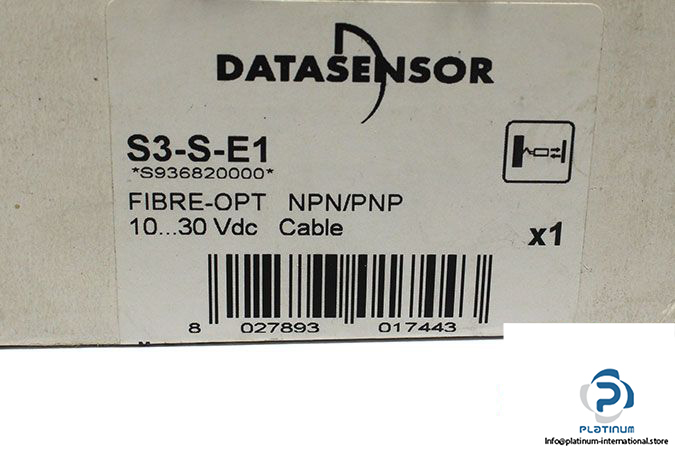 DATASENSOR
S3-S-E1
*S936820000*
FIBRE-OPT NPN/PNP
10...30 Vdc Cable
x1
8 027893 017443
PLATINUM
Info@platinum-international.store